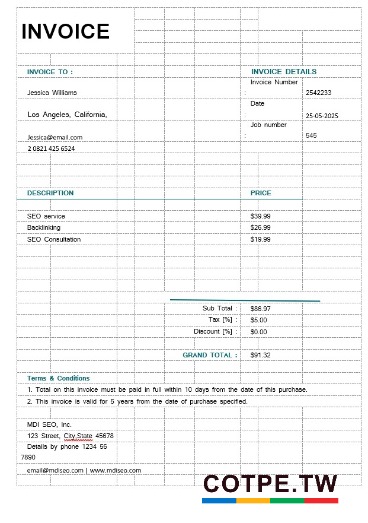 INVOICE
INVOICE TO :
INVOICE DETAILS
Invoice Number
Jessica Williams
2542233
Date
Los Angeles, California,
25-05-2025
Job number
Jessica@email.com
545
2 0821 425 6524
DESCRIPTION PRICE
SEO service $39.99
Backlinking $26.99
SEO Consultation $19.99
Sub Total : $86.97
Tax [%] : $5.00
Discount [%] : $0.00
GRAND TOTAL : $91.32
Terms & Conditions
1. Total on this invoice must be paid in full within 10 days from the date of this purchase.
2. This invoice is valid for 5 years from the date of purchase specified.
MDI SEO, Inc.
123 Street, City,State 45678
Details by phone 1234 56
7890
email@mdiseo.com | www.mdiseo.com
COTPE.TW